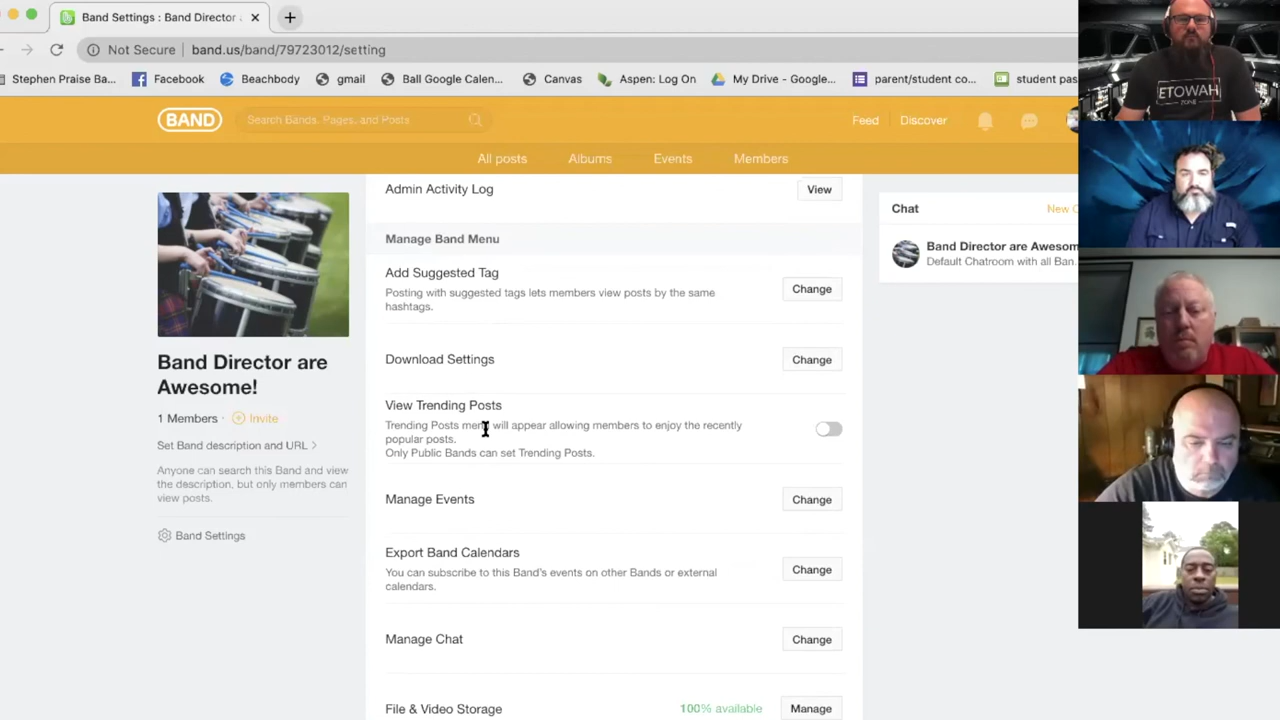 Band Settings : Band Director
Not Secure
band.us/band/79723012/setting
Stephen Praise Ba...
Facebook
Beachbody
gmail
Ball Google Calen...
Canvas
Aspen: Log On
My Drive - Google...
parent/student co...
student pas
BAND
Search Bands, Pages, and Posts
Feed
Discover
All posts
Albums
Events
Members
Band Director are
Awesome!
1 Members
Invite
Set Band description and URL
Anyone can search this Band and view
the description, but only members can
view posts.
Band Settings
Admin Activity Log
View
Manage Band Menu
Add Suggested Tag
Posting with suggested tags lets members view posts by the same
hashtags.
Change
Download Settings
Change
View Trending Posts
Trending Posts menu will appear allowing members to enjoy the recently
popular posts.
Only Public Bands can set Trending Posts.
Manage Events
Change
Export Band Calendars
You can subscribe to this Band's events on other Bands or external
calendars.
Change
Manage Chat
Change
File & Video Storage
100% available
Manage
Chat
New C
Band Director are Awesom
Default Chatroom with all Ban...
ETOWAH